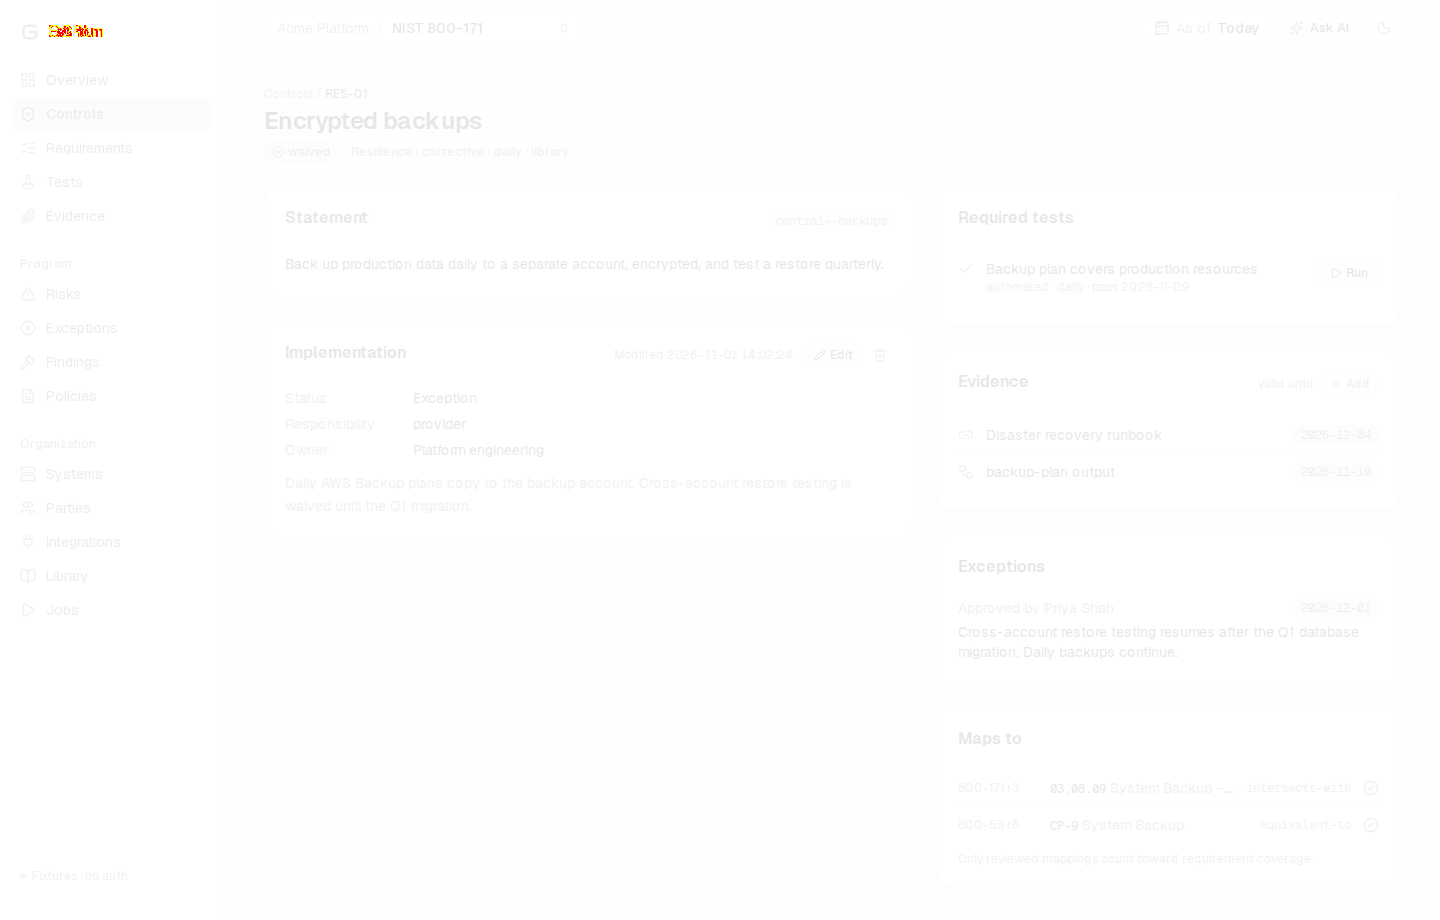 G
Overview
Controls
Requirements
Tests
Evidence
Program
Risks
Exceptions
Findings
Policies
Organization
Systems
Parties
Integrations
Library
Jobs
Fixtures · no auth
Acme Platform / NIST 800-171
As of Today
Ask AI
Controls / RES-01
Encrypted backups
waived Resilience · corrective · daily · library
Statement control--backups
Back up production data daily to a separate account, encrypted, and test a restore quarterly.
Implementation Modified 2026-11-01 14:02:24 Edit
Status Exception
Responsibility provider
Owner Platform engineering
Daily AWS Backup plans copy to the backup account. Cross-account restore testing is
waived until the Q1 migration.
Required tests
Backup plan covers production resources Run
automated · daily · pass 2026-11-09
Evidence valid until + Add
Disaster recovery runbook 2026-12-04
backup-plan output 2026-11-10
Exceptions
Approved by Priya Shah 2026-12-01
Cross-account restore testing resumes after the Q1 database
migration. Daily backups continue.
Maps to
800-171 r3 03.08.09 System Backup –… intersects-with
800-53 r5 CP-9 System Backup equivalent-to
Only reviewed mappings count toward requirement coverage.